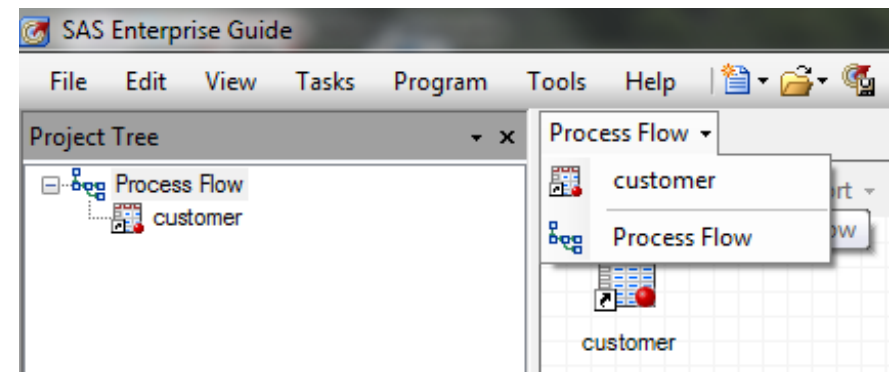 SAS Enterprise Guide
File Edit View Tasks Program Tools Help
Project Tree
Process Flow
customer
Process Flow
customer
Process Flow
customer